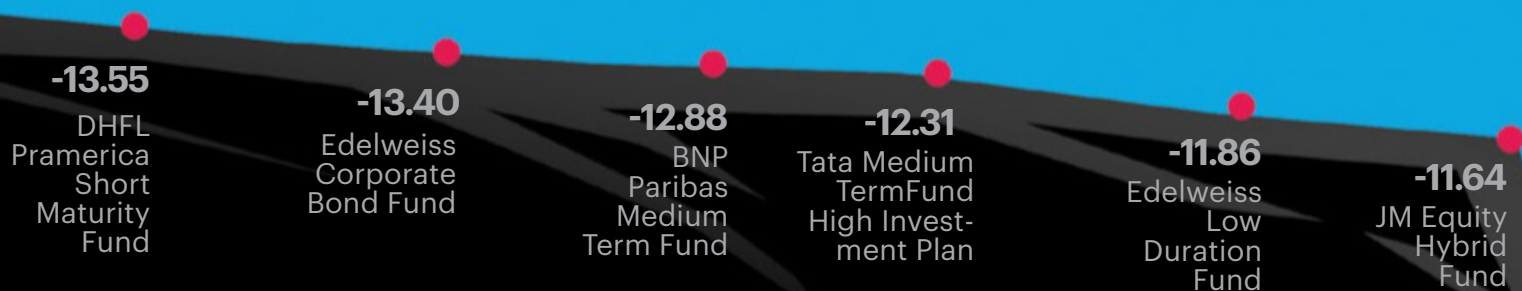 -13.55
DHFL
Pramerica
Short
Maturity
Fund
-13.40
Edelweiss
Corporate
Bond Fund
-12.88
BNP
Paribas
Medium
Term Fund
-12.31
Tata Medium
TermFund
High Invest-
ment Plan
-11.86
Edelweiss
Low
Duration
Fund
-11.64
JM Equity
Hybrid
Fund